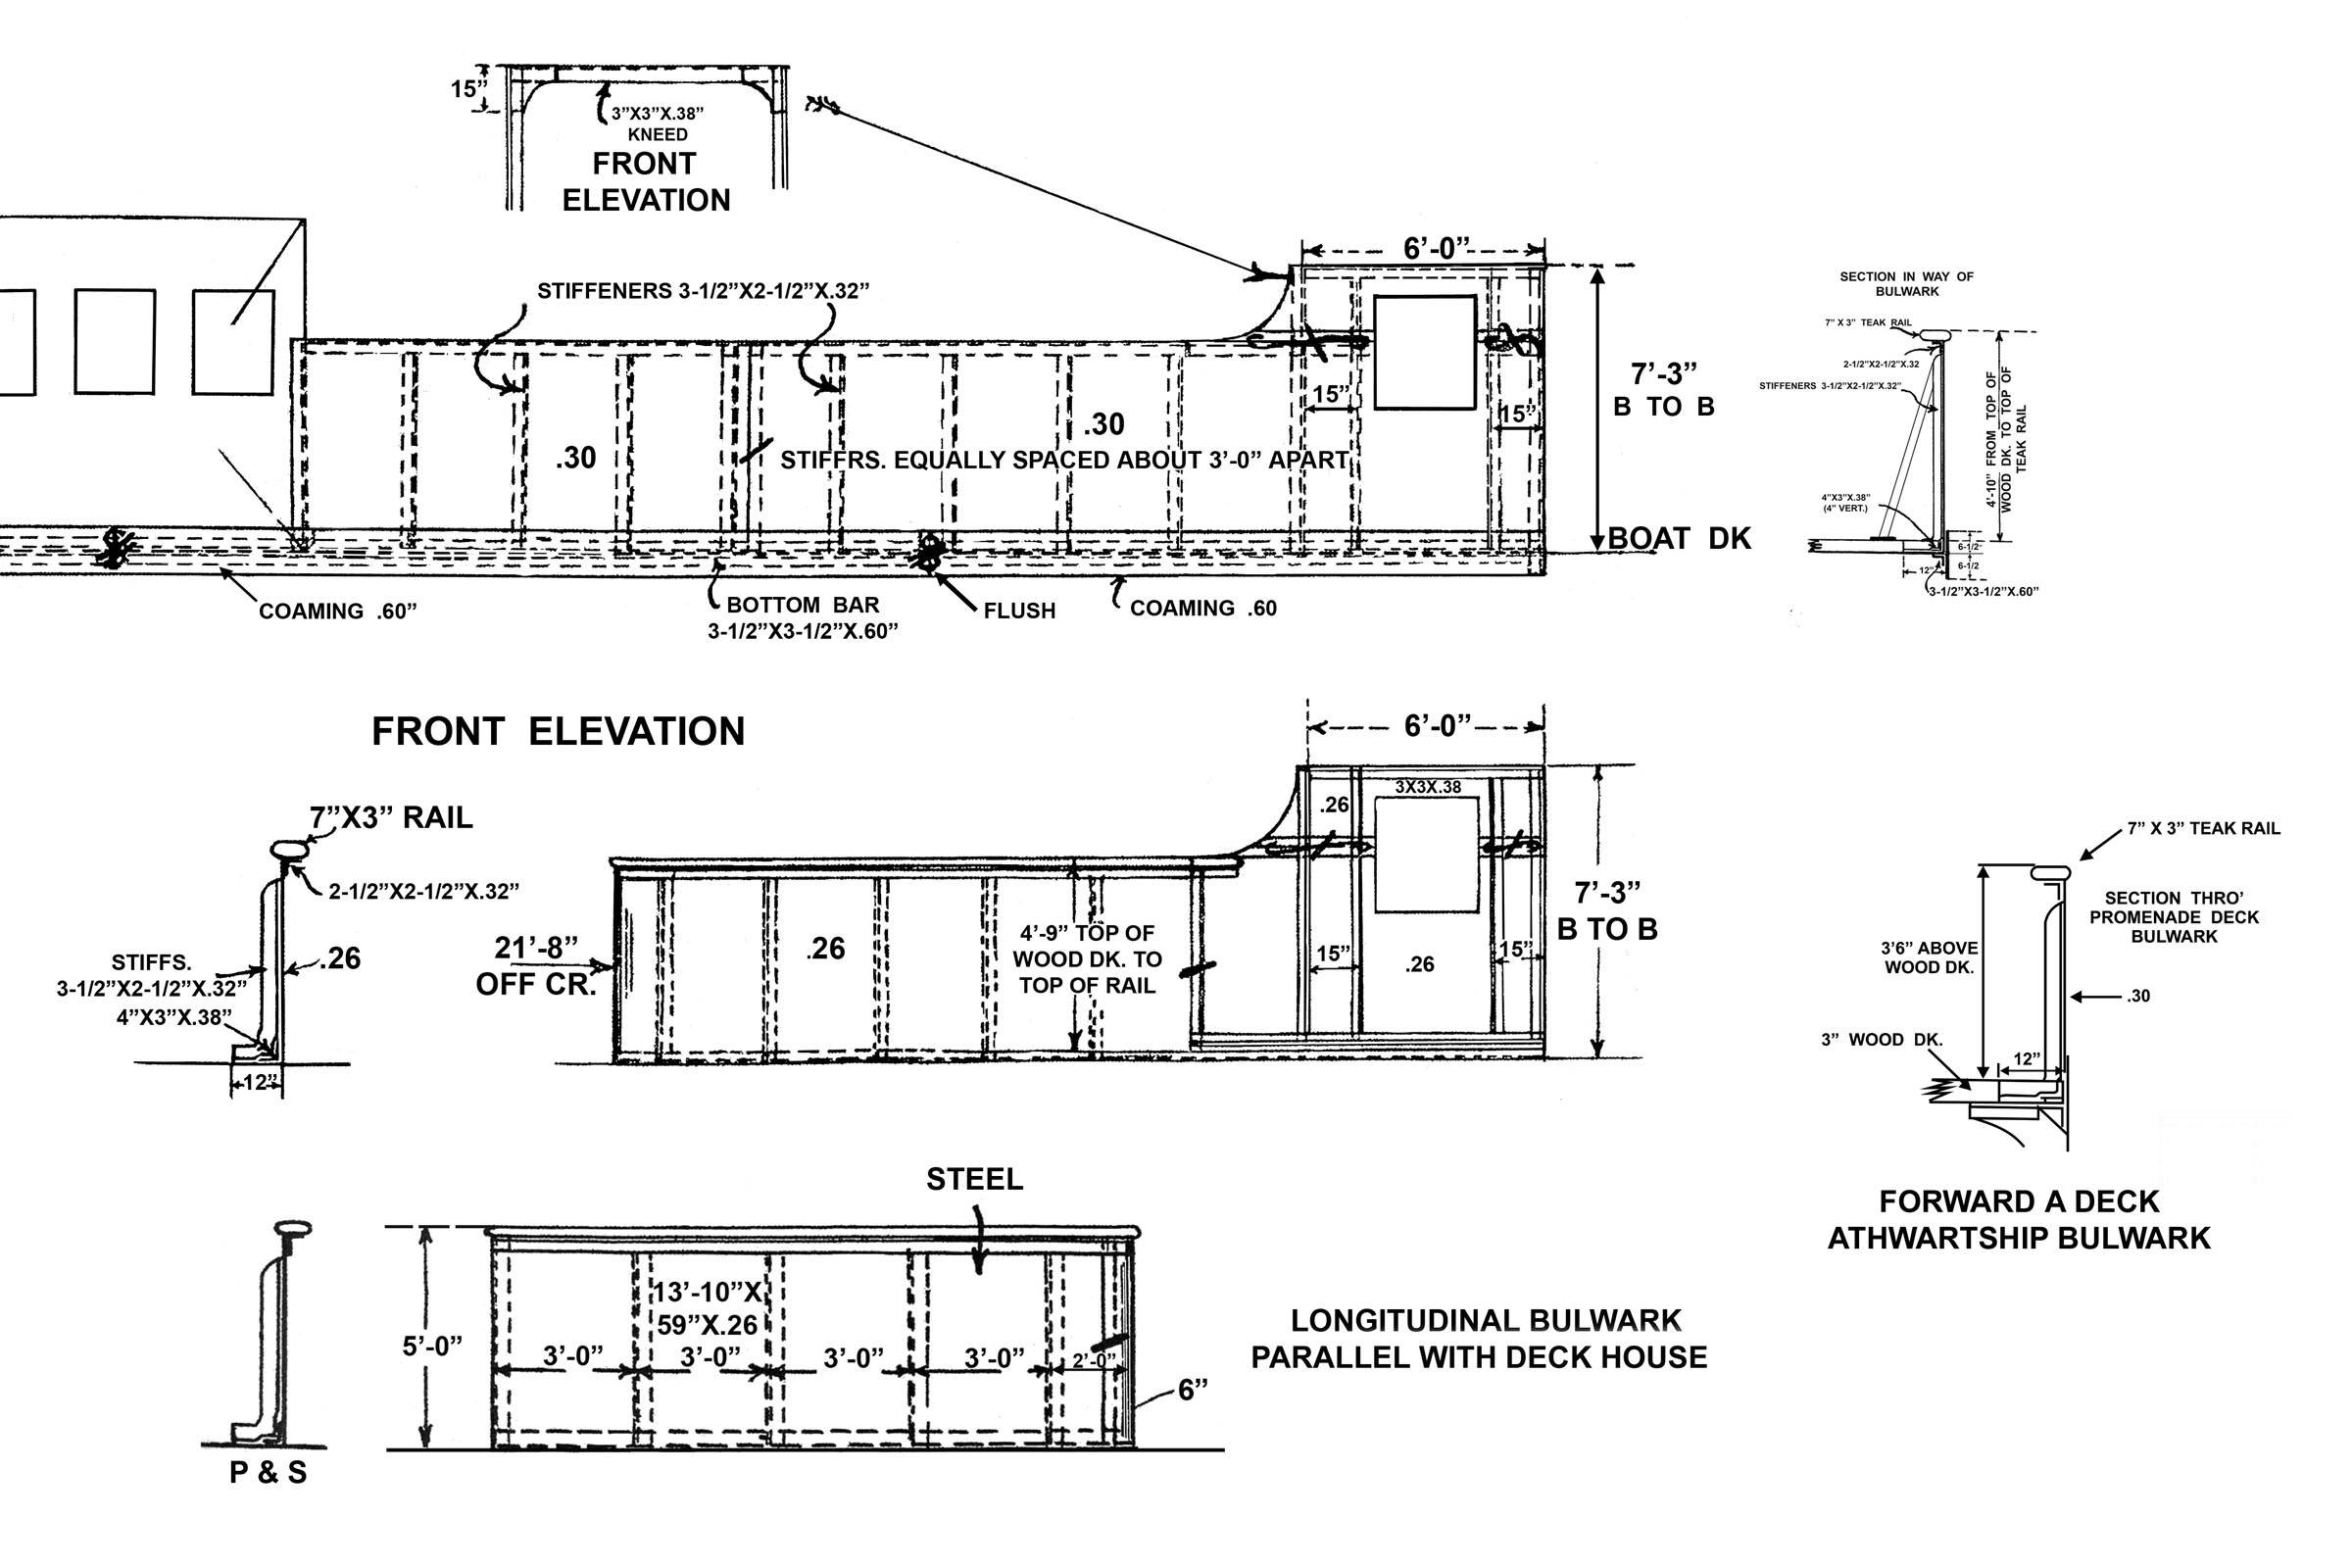 15”
3”X3”X.38”
KNEED
FRONT
ELEVATION
6’-0”
STIFFENERS 3-1/2”X2-1/2”X.32”
7’-3”
B TO B
15”
15”
.30
.30
STIFFRS. EQUALLY SPACED ABOUT 3’-0” APART
BOAT DK
COAMING .60”
BOTTOM BAR
3-1/2”X3-1/2”X.60”
FLUSH
COAMING .60
SECTION IN WAY OF
BULWARK
7” X 3” TEAK RAIL
2-1/2”X2-1/2”X.32
STIFFENERS 3-1/2”X2-1/2”X.32”
4’-10” FROM TOP OF
WOOD DK. TO TOP OF
TEAK RAIL
4”X3”X.38”
(4” VERT.)
6-1/2”
6-1/2
12”
3-1/2”X3-1/2”X.60”
FRONT ELEVATION
6’-0”
7”X3” RAIL
2-1/2”X2-1/2”X.32”
STIFFS.
3-1/2”X2-1/2”X.32”
.26
4”X3”X.38”
12”
21’-8”
OFF CR.
.26
4’-9” TOP OF
WOOD DK. TO
TOP OF RAIL
3X3X.38
.26
15”
.26
15”
7’-3”
B TO B
7” X 3” TEAK RAIL
SECTION THRO’
PROMENADE DECK
BULWARK
3’6” ABOVE
WOOD DK.
.30
3” WOOD DK.
12”
FORWARD A DECK
ATHWARTSHIP BULWARK
STEEL
13’-10”X
59”X.26
5’-0”
3’-0”
3’-0”
3’-0”
3’-0”
2’-0”
6”
LONGITUDINAL BULWARK
PARALLEL WITH DECK HOUSE
P & S